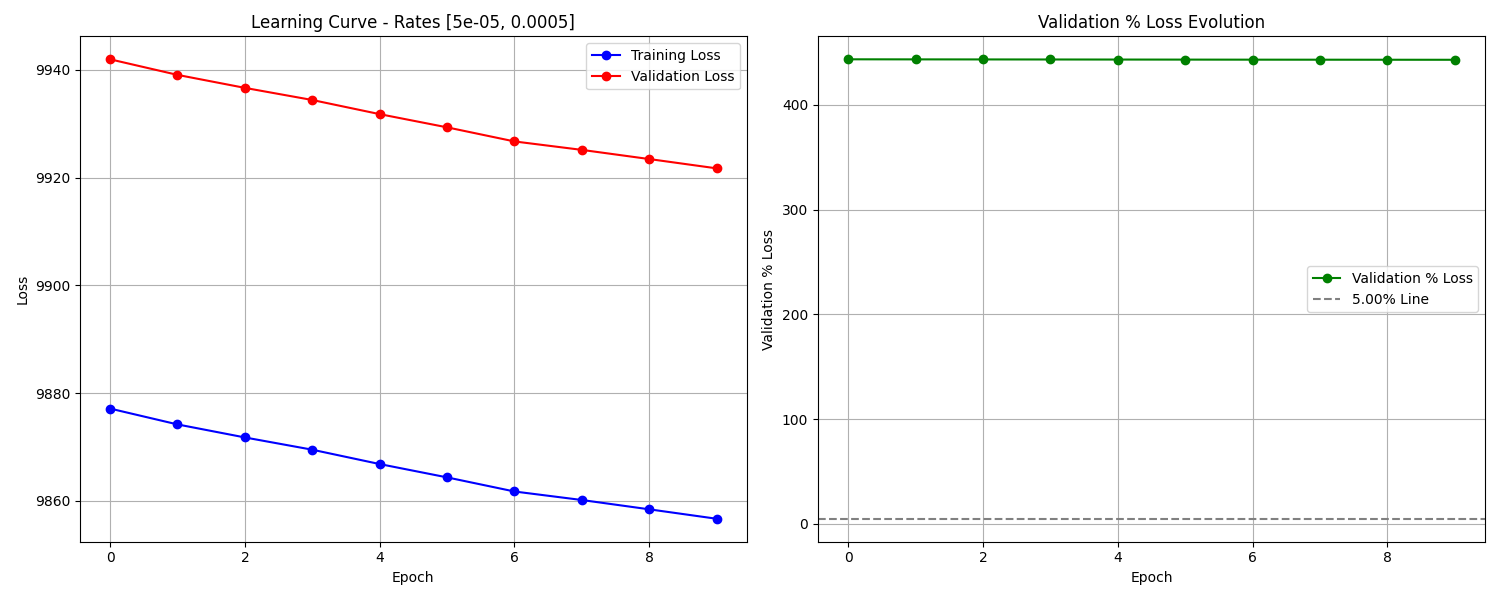 Learning Curve - Rates [5e-05, 0.0005]
Training Loss
Validation Loss
9940
9920
9900
9880
9860
Loss
0
2
4
6
8
Epoch
Validation % Loss Evolution
Validation % Loss
5.00% Line
400
300
200
100
0
Validation % Loss
0
2
4
6
8
Epoch